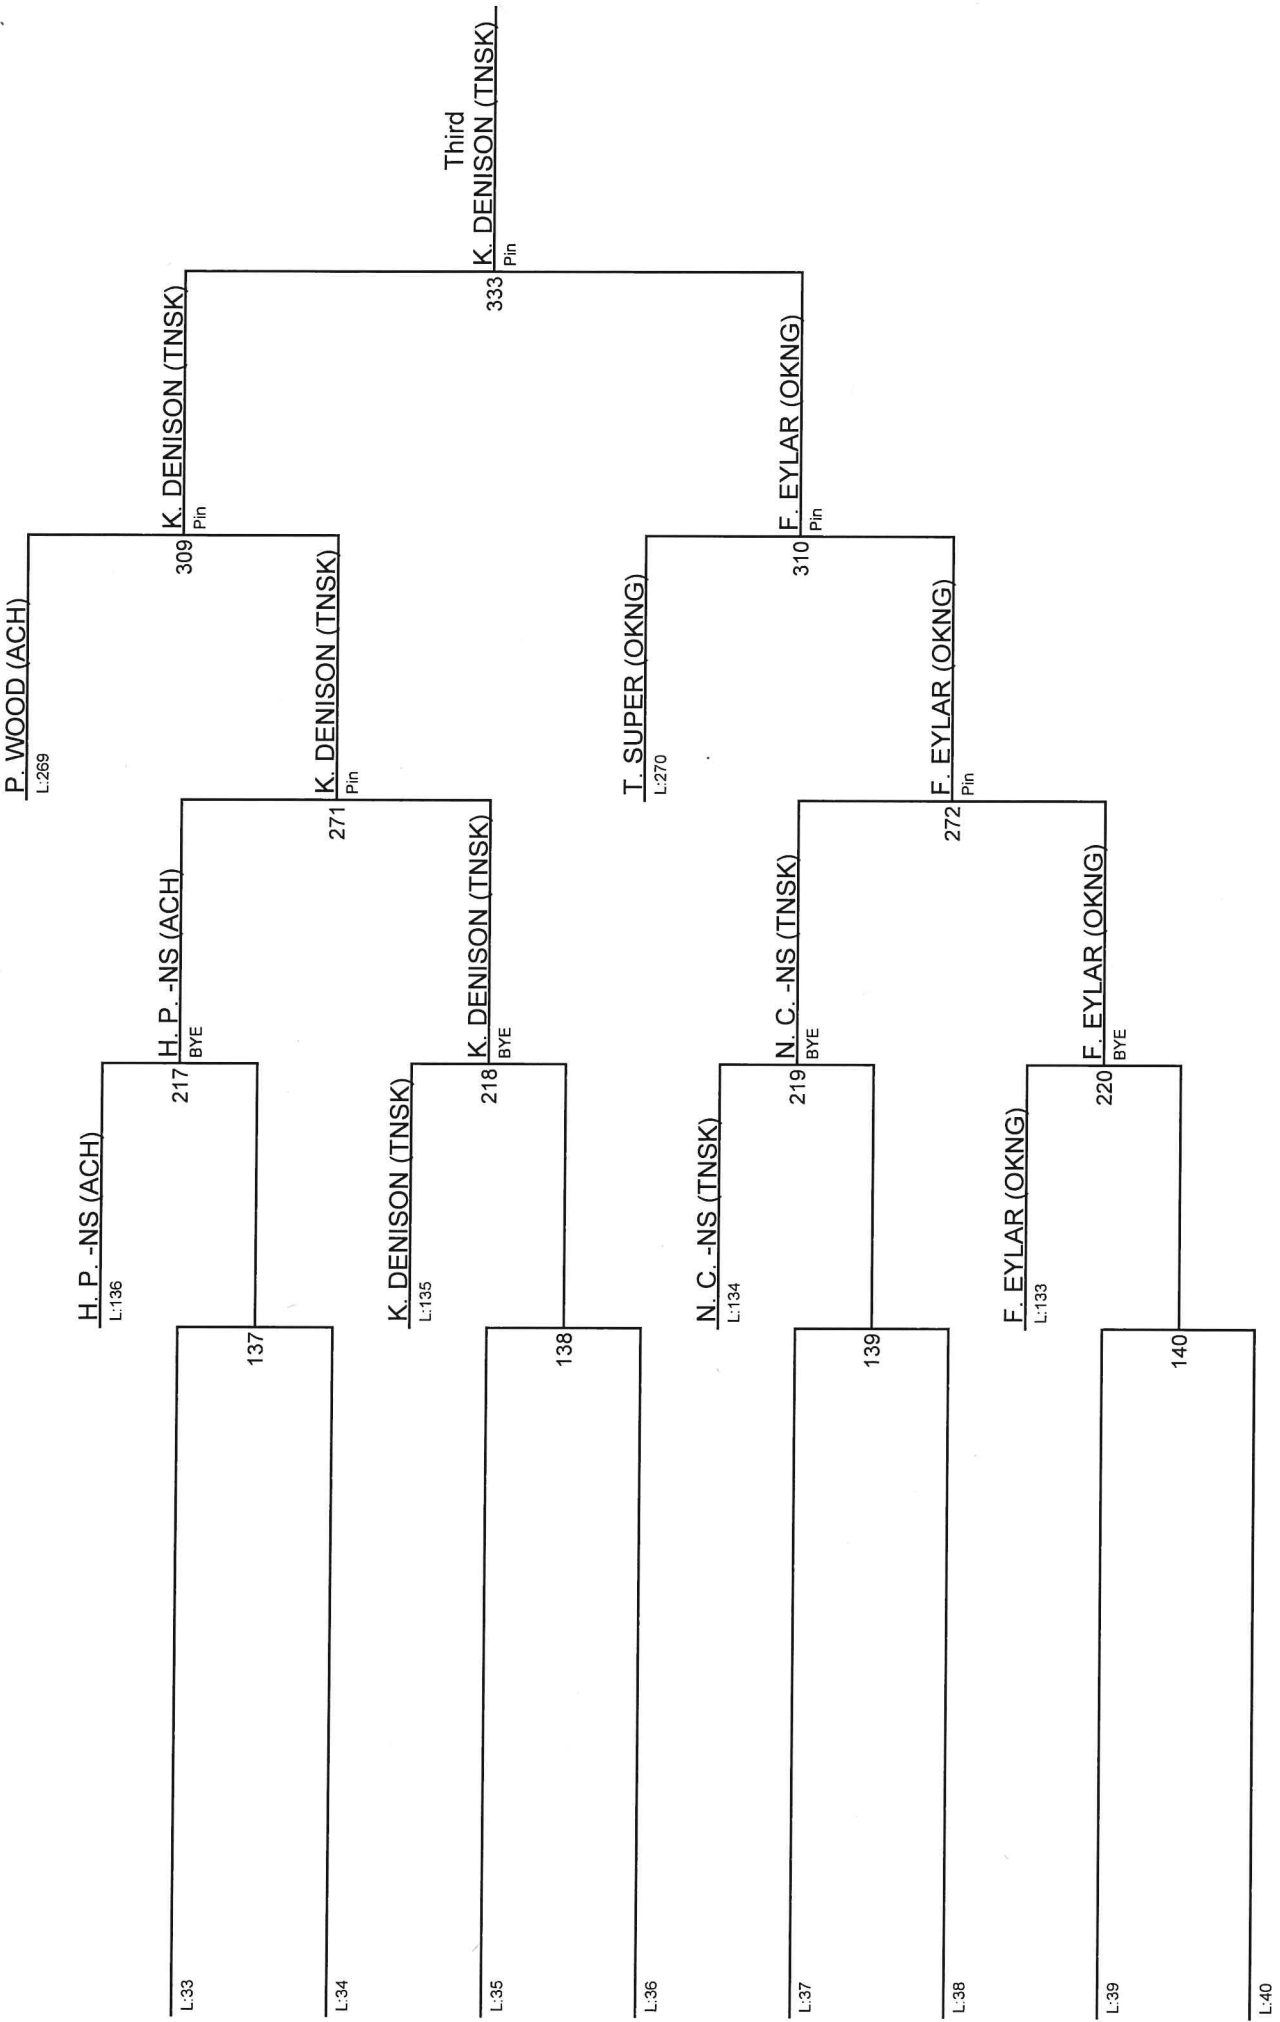 P. WOOD (ACH)
L:269
H. P. -NS (ACH)
L:136
H. P. -NS (ACH)
BYE
217
L:33
137
L:34
K. DENISON (TNSK)
Pin
309
K. DENISON (TNSK)
Pin
271
K. DENISON (TNSK)
L:135
K. DENISON (TNSK)
BYE
218
L:35
138
L:36
Third
K. DENISON (TNSK)
Pin
333
T. SUPER (OKNG)
L:270
N. C. -NS (TNSK)
L:134
N. C. -NS (TNSK)
BYE
219
L:37
139
L:38
F. EYLAR (OKNG)
Pin
310
F. EYLAR (OKNG)
Pin
272
F. EYLAR (OKNG)
L:133
F. EYLAR (OKNG)
BYE
220
L:39
140
L:40